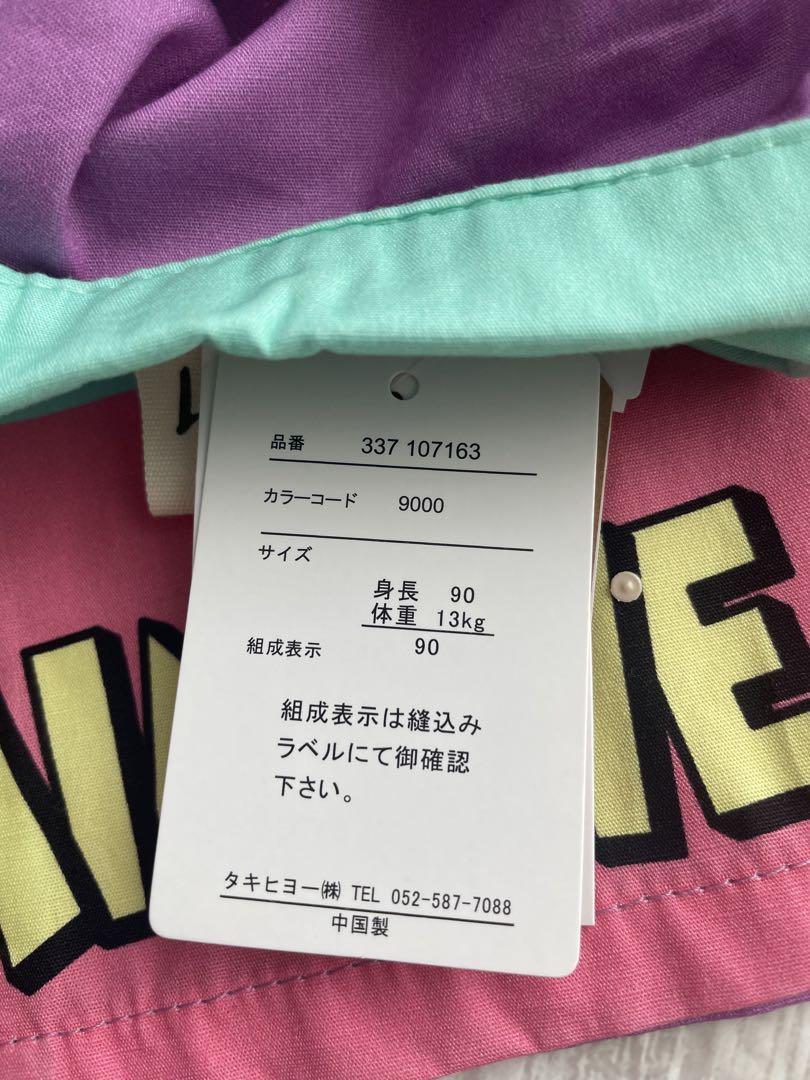 品番 337 107163
カラーコード 9000
サイズ
身長 90
体重 13kg
90
組成表示
組成表示は縫込み
ラベルにて御確認
下さい。
タキヒヨー㈱ TEL 052-587-7088
中国製